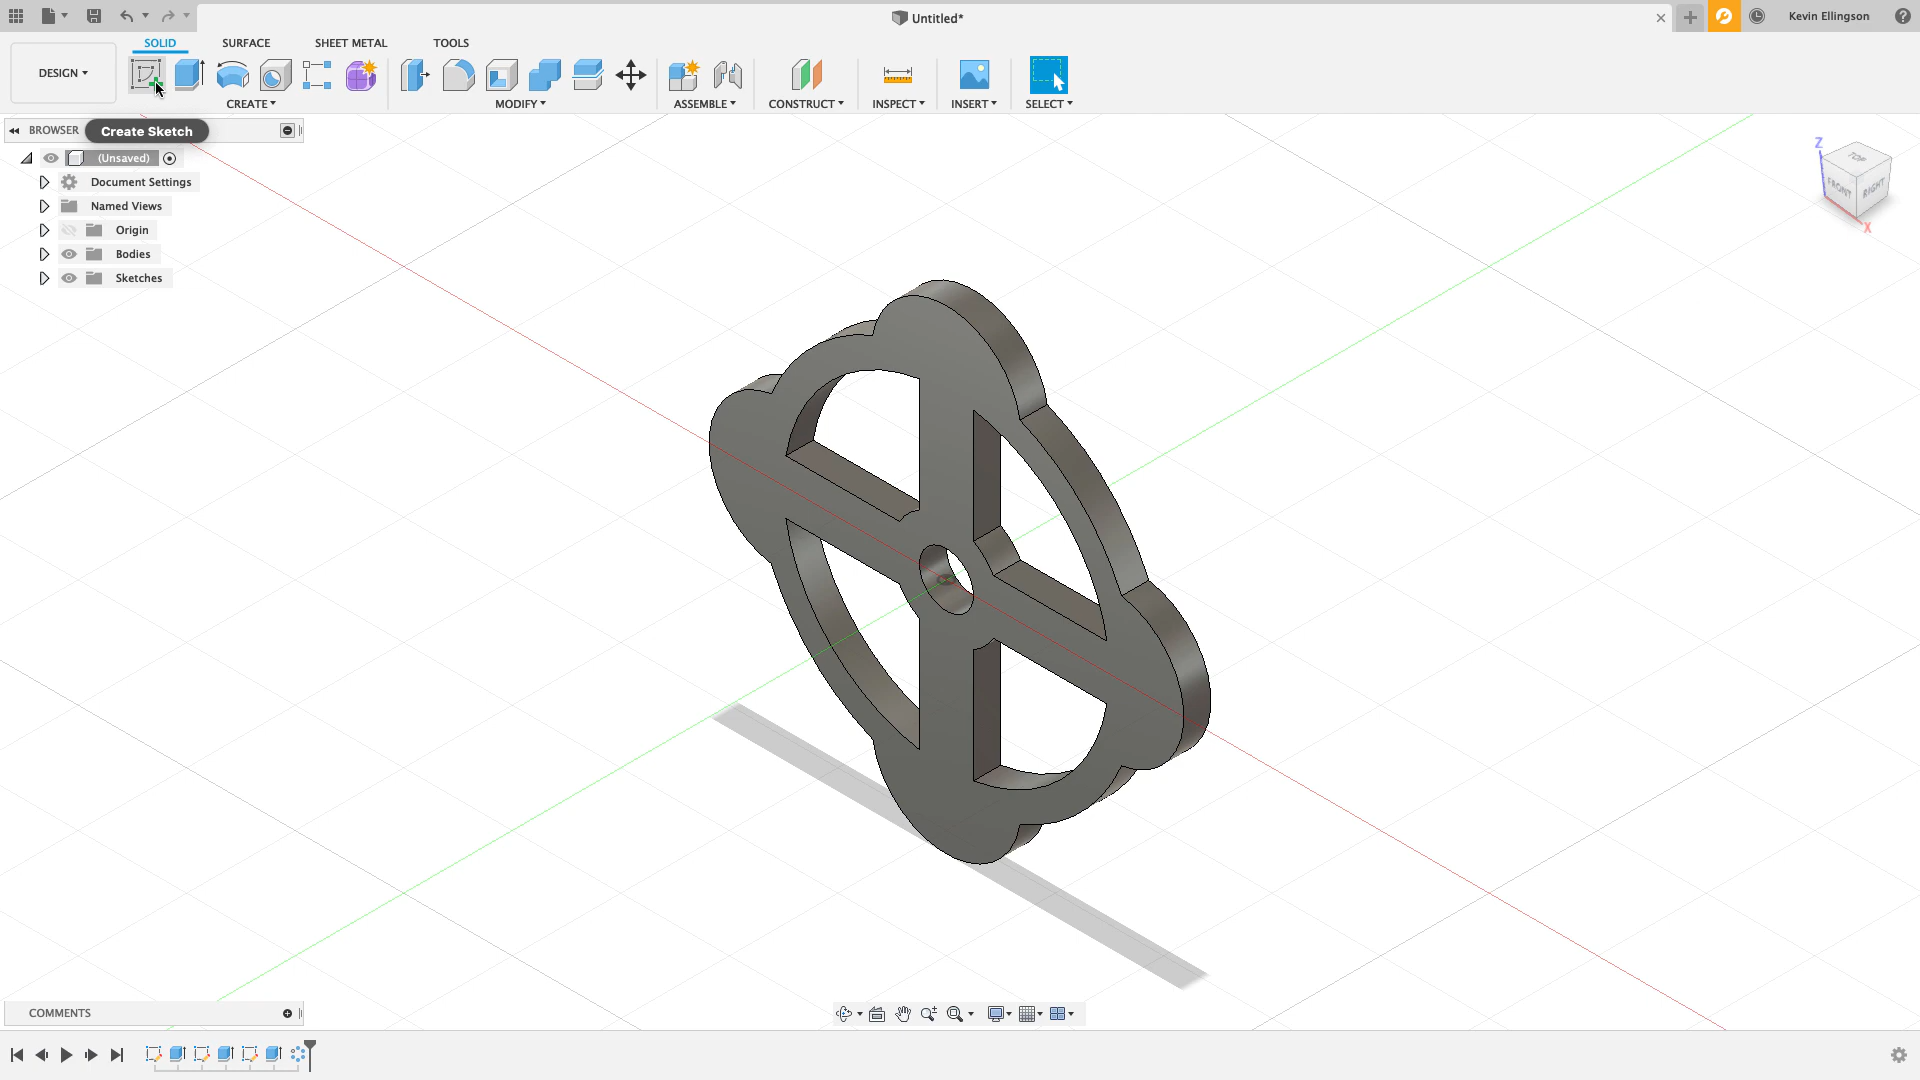 Untitled*
Kevin Ellingson
SOLID SURFACE SHEET METAL TOOLS
DESIGN
CREATE MODIFY ASSEMBLE CONSTRUCT INSPECT INSERT SELECT
BROWSER
Create Sketch
(Unsaved)
Document Settings
Named Views
Origin
Bodies
Sketches
Z
TOP
FRONT RIGHT
X
COMMENTS